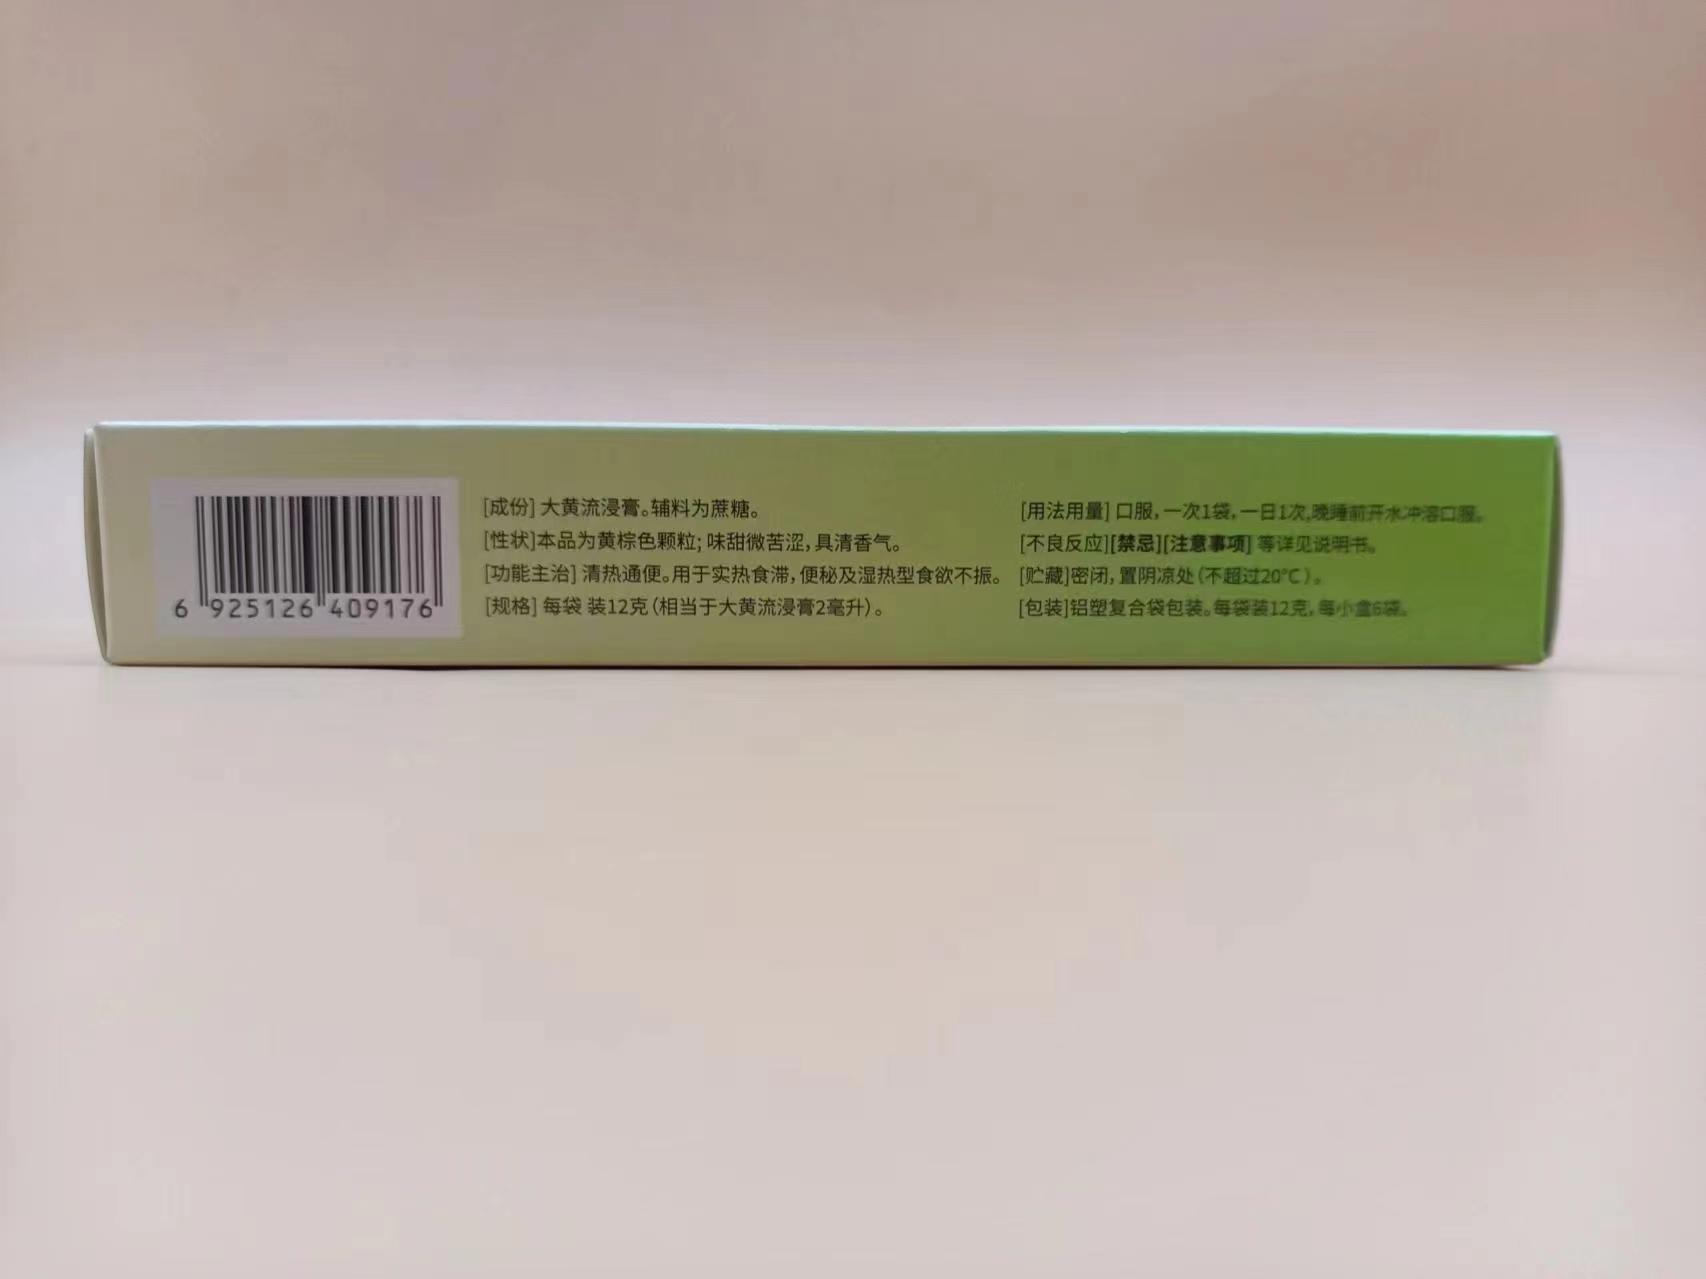 [成份] 大黄流浸膏。辅料为蔗糖。
[性状]本品为黄棕色颗粒; 味甜微苦涩,具清香气。
[功能主治] 清热通便。用于实热食滞,便秘及湿热型食欲不振。
[规格] 每袋 装12克(相当于大黄流浸膏2毫升)。
[用法用量] 口服,一次1袋,一日1次,晚睡前开水冲溶口服。
[不良反应][禁忌][注意事项] 等详见说明书。
[贮藏]密闭,置阴凉处(不超过20℃)。
[包装]铝塑复合袋包装。每袋装12克,每小盒6袋。
6 925126 409176